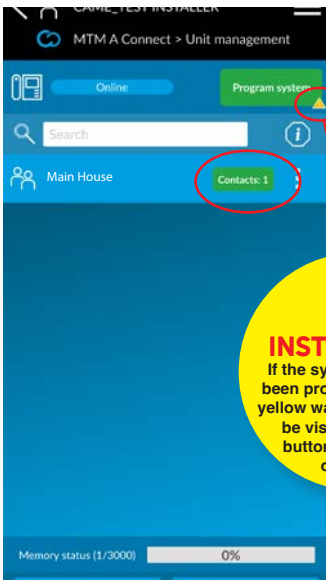 CAME_TEST INSTALLER
MTM A Connect > Unit management
Online
Program system
Search
i
Main House
Contacts: 1
INST
If the sy
been pro
yellow wa
be vis
button
Memory status (1/3000)
0%